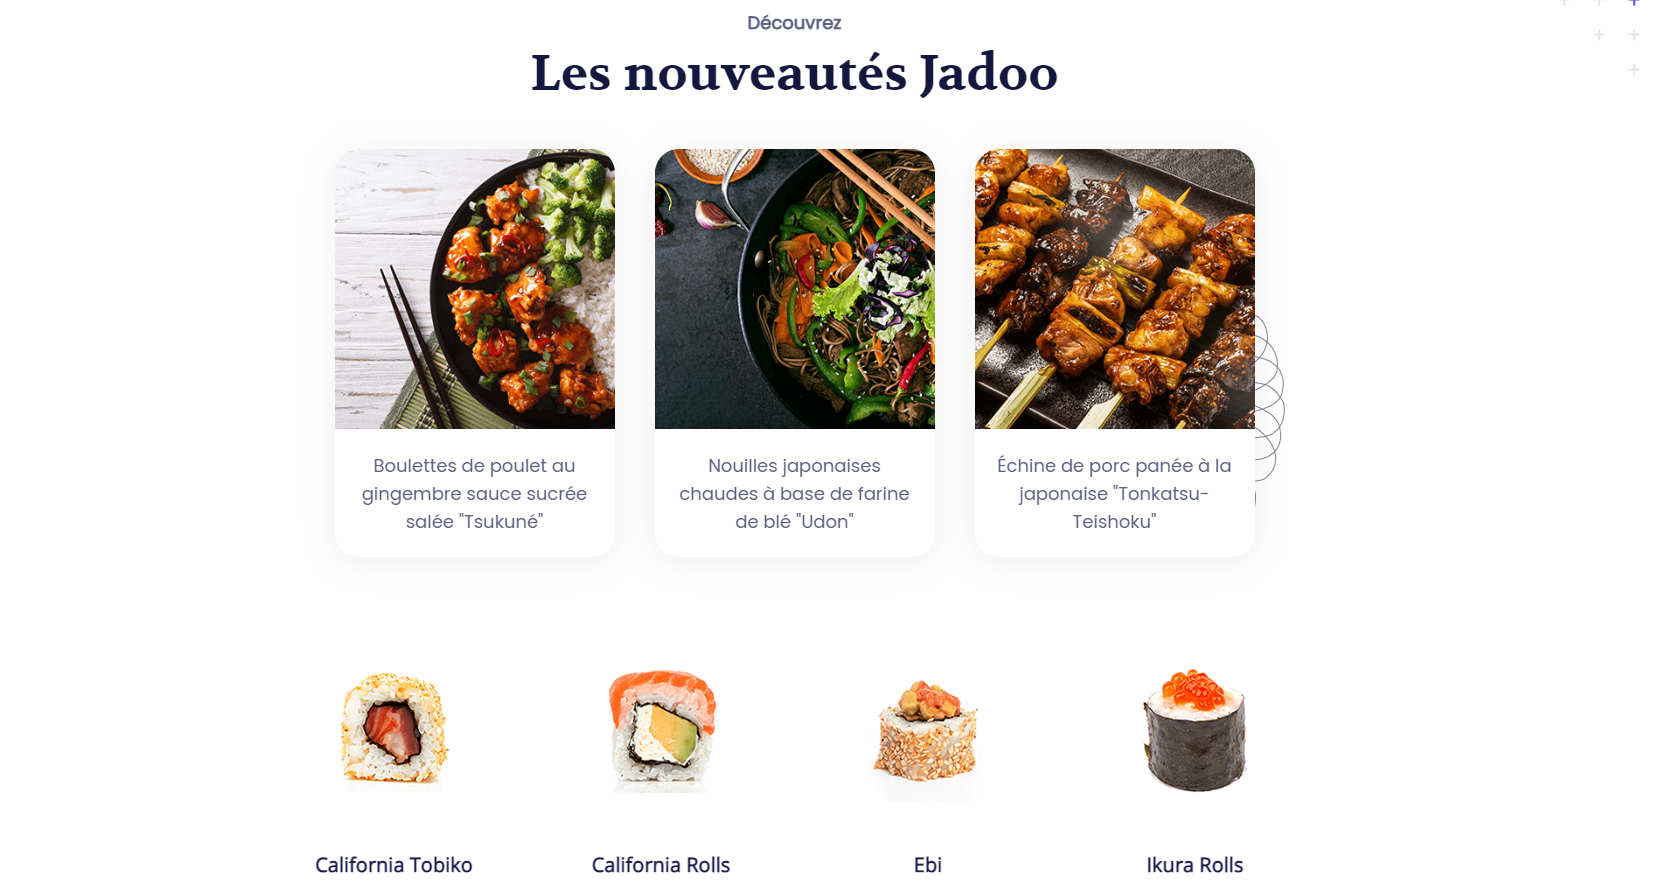 Découvrez
Les nouveautés Jadoo
Boulettes de poulet au
gingembre sauce sucrée
salée "Tsukuné"
Nouilles japonaises
chaudes à base de farine
de blé "Udon"
Échine de porc panée à la
japonaise "Tonkatsu-
Teishoku"
California Tobiko
California Rolls
Ebi
Ikura Rolls